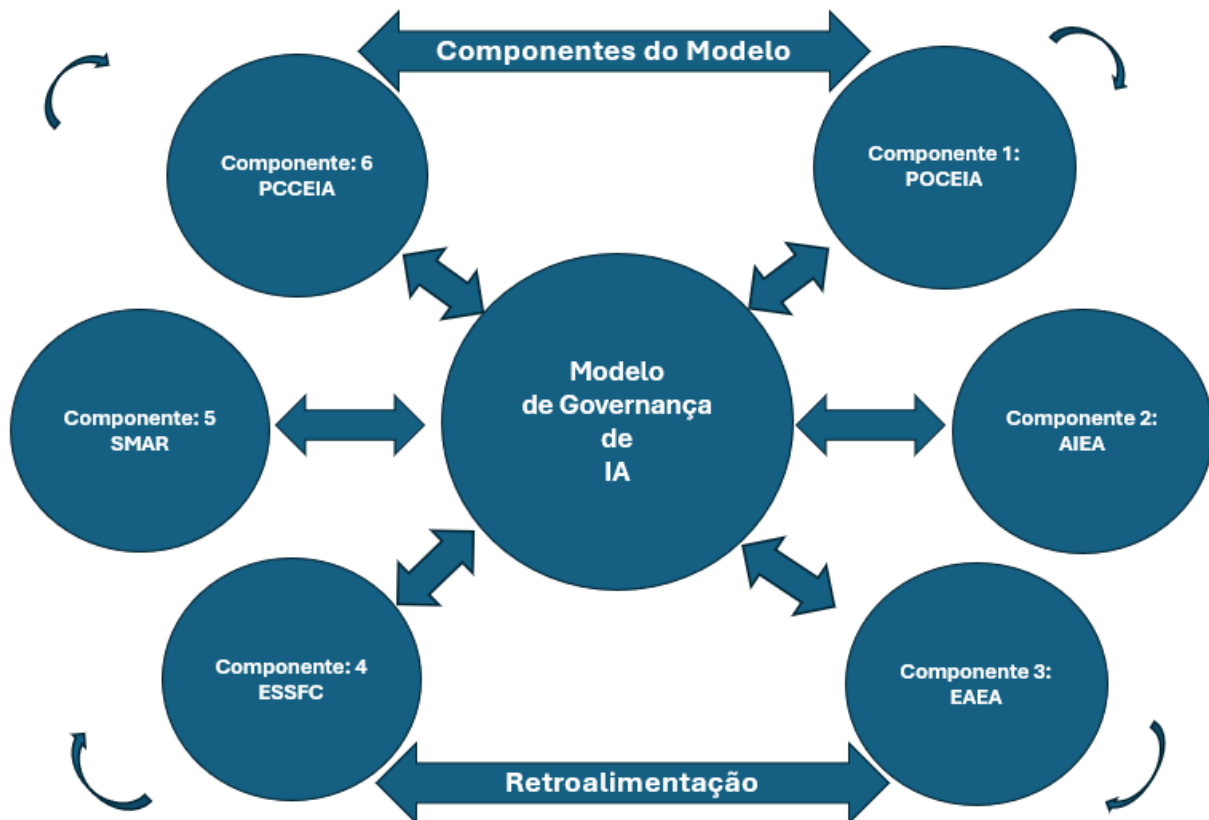 Componentes do Modelo
Componente: 6
PCCEIA
Componente 1:
POCEIA
Modelo
de Governança
de
IA
Componente: 5
SMAR
Componente 2:
AIEA
Componente: 4
ESSFC
Componente 3:
EAEA
Retroalimentação